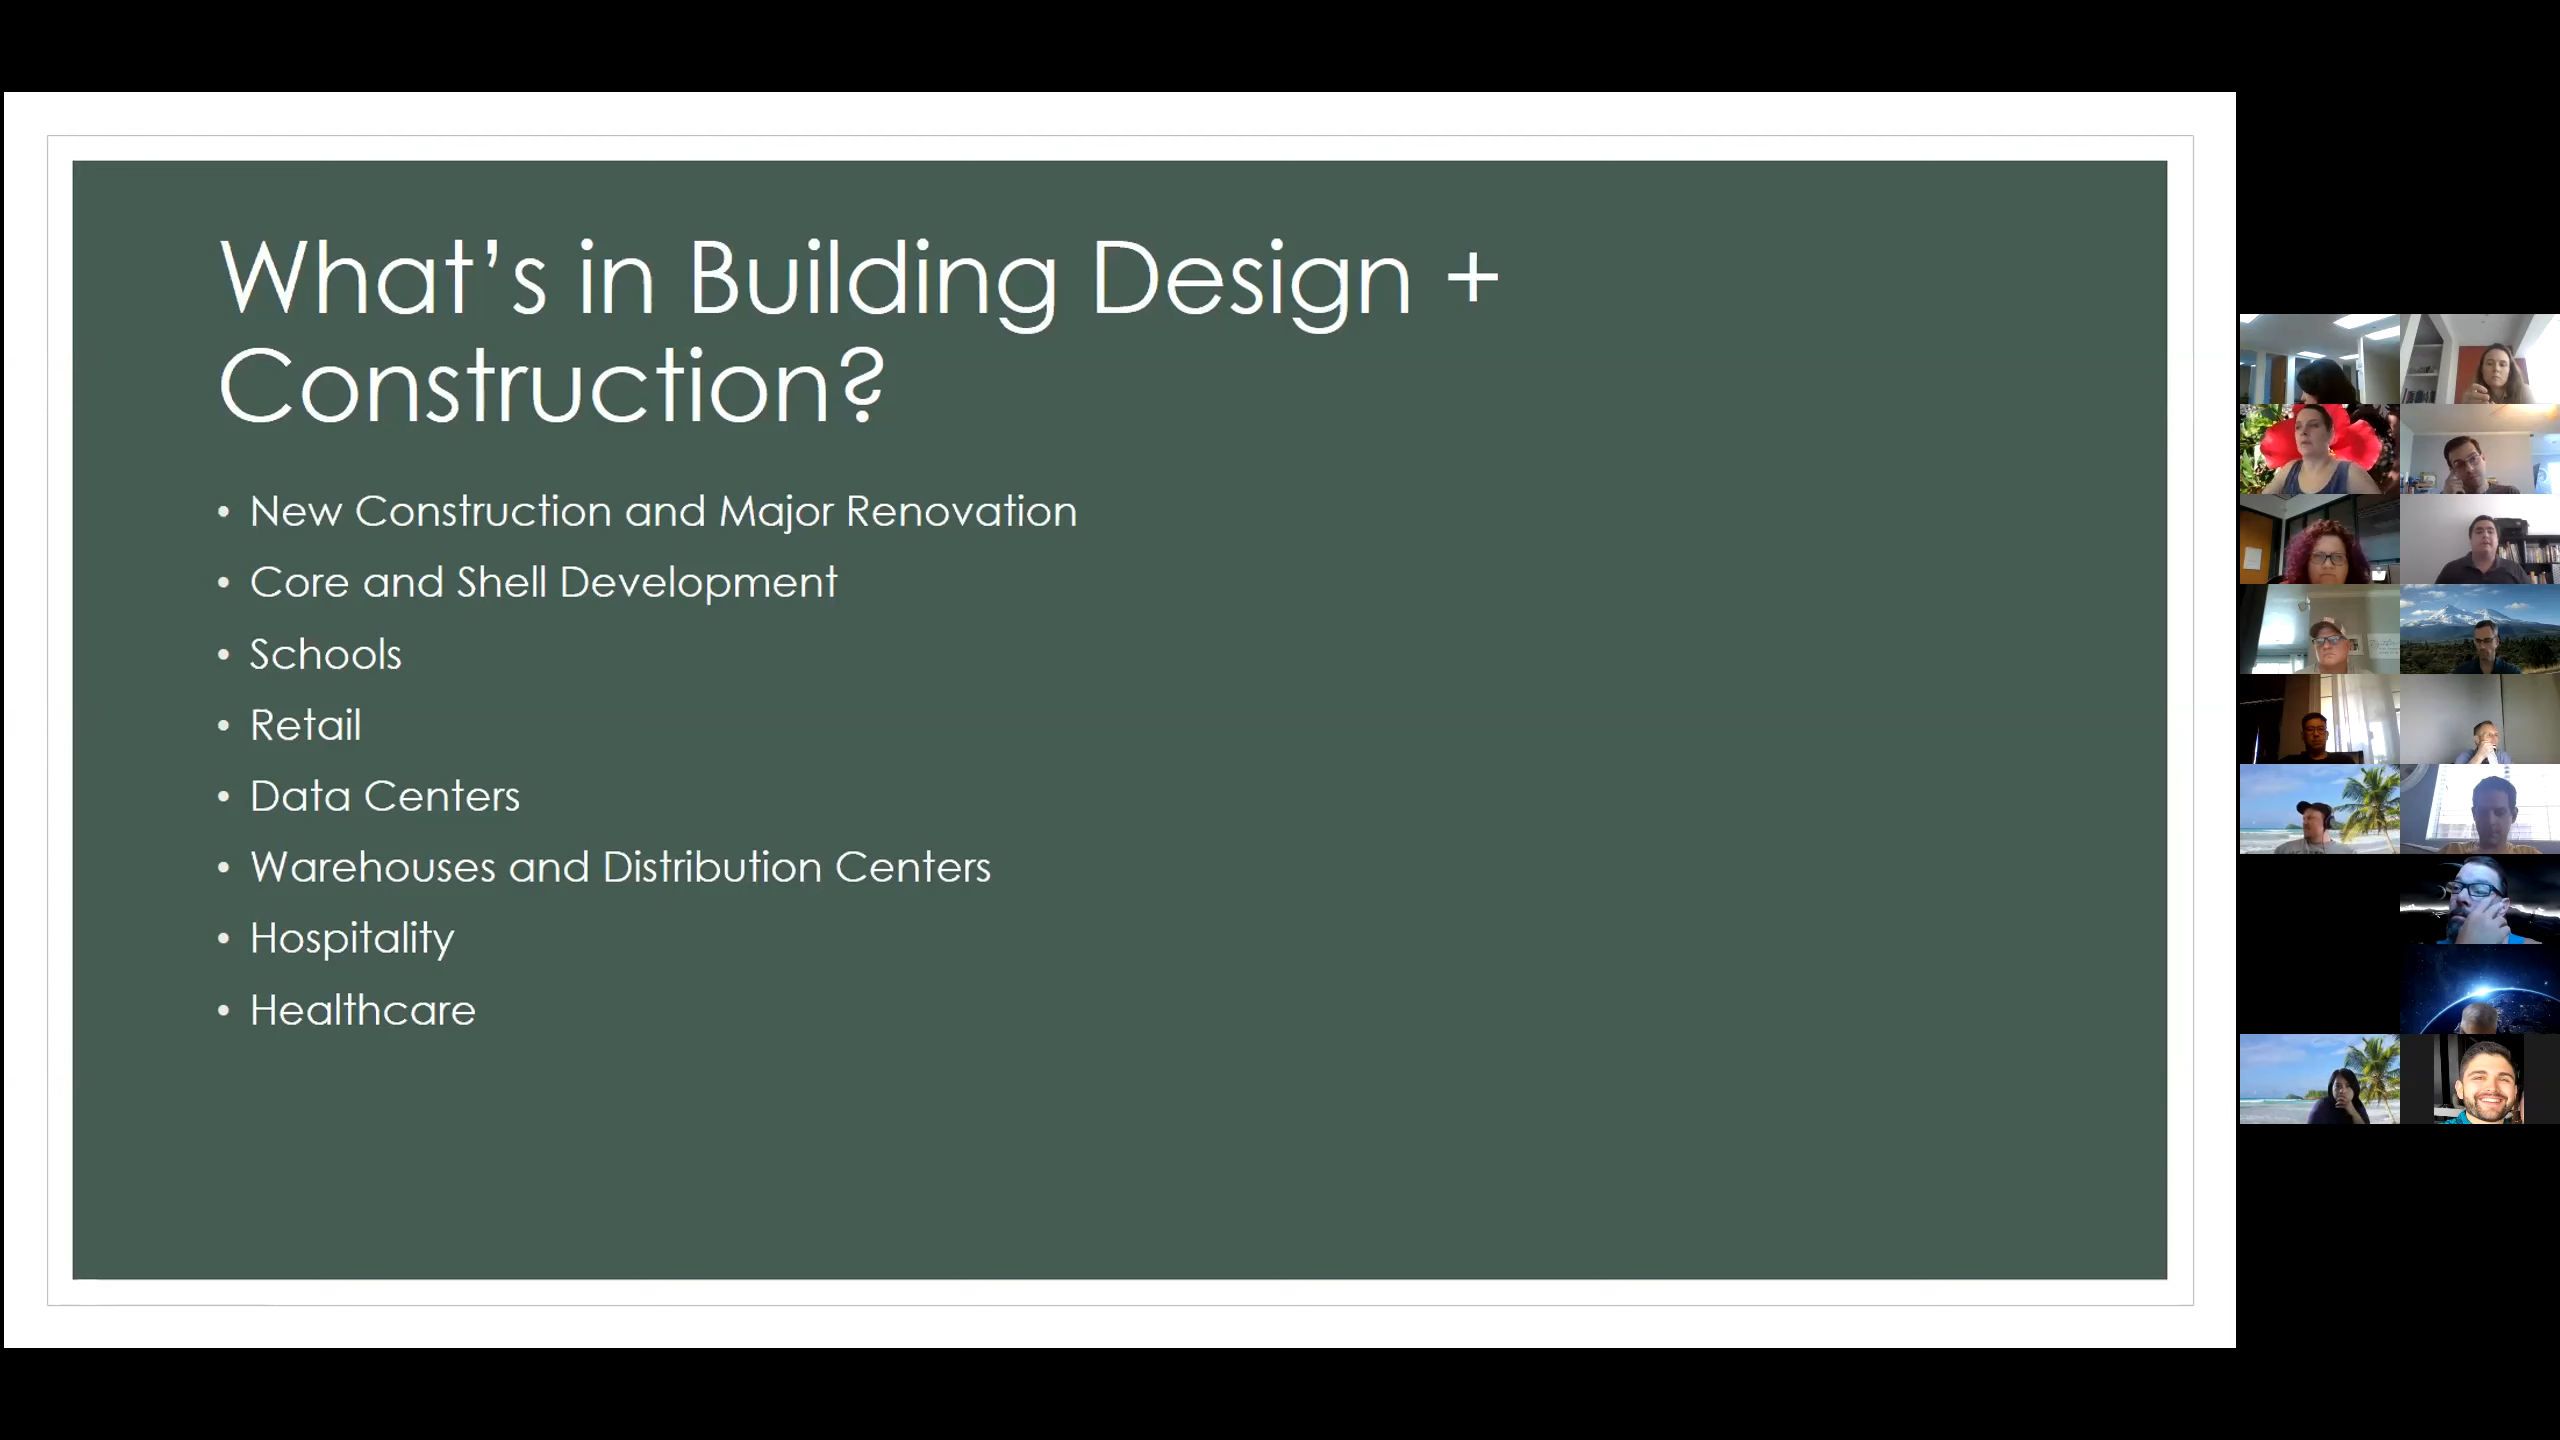 What’s in Building Design +
Construction?
• New Construction and Major Renovation
• Core and Shell Development
• Schools
• Retail
• Data Centers
• Warehouses and Distribution Centers
• Hospitality
• Healthcare